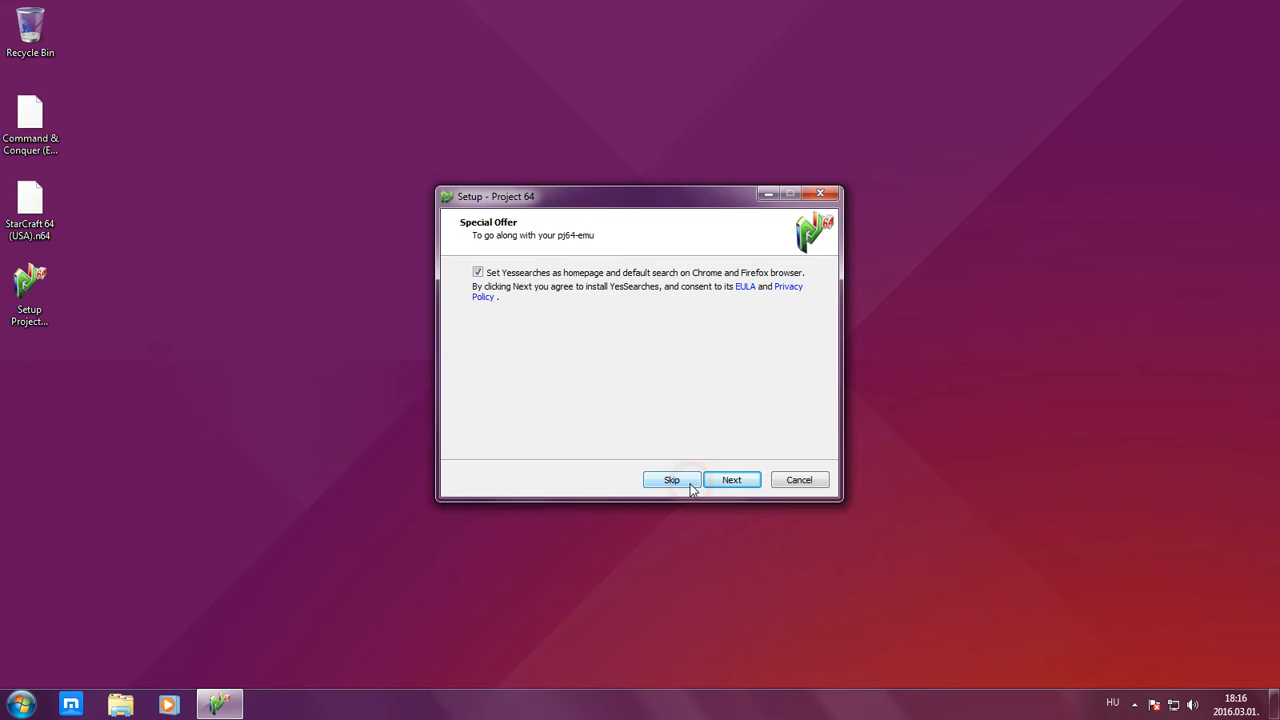 Recycle Bin
Command &
Conquer (E...
StarCraft 64
(USA).n64
Setup
Project...
Setup - Project 64
Special Offer
To go along with your pj64-emu
64
Set Yessearches as homepage and default search on Chrome and Firefox browser.
By clicking Next you agree to install YesSearches, and consent to its EULA and Privacy
Policy .
Skip
Next
Cancel
HU
18:16
2016.03.01.